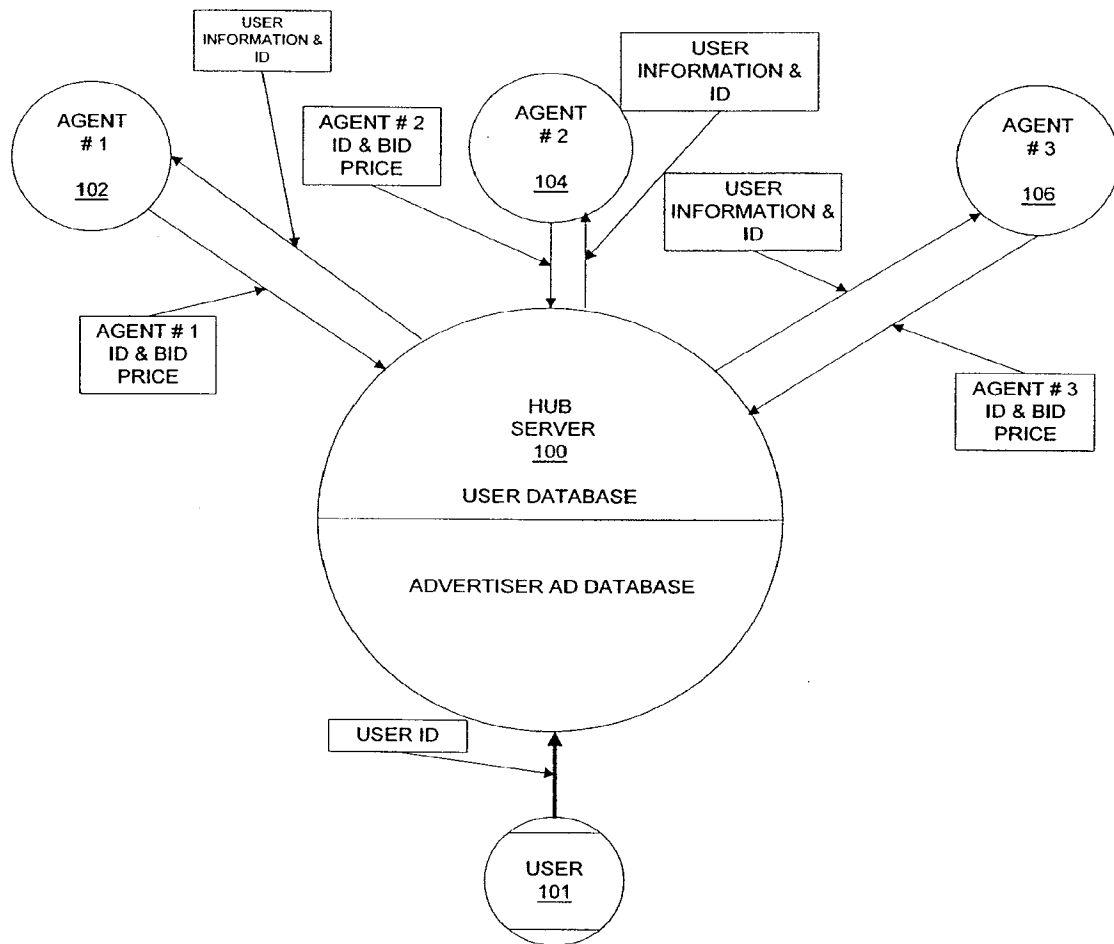 USER
INFORMATION &
ID
USER
INFORMATION &
ID
AGENT
# 1
102
AGENT # 2
ID & BID
PRICE
AGENT
# 2
104
AGENT
# 3
106
USER
INFORMATION &
ID
AGENT # 1
ID & BID
PRICE
AGENT # 3
ID & BID
PRICE
HUB
SERVER
100
USER DATABASE
ADVERTISER AD DATABASE
USER ID
USER
101